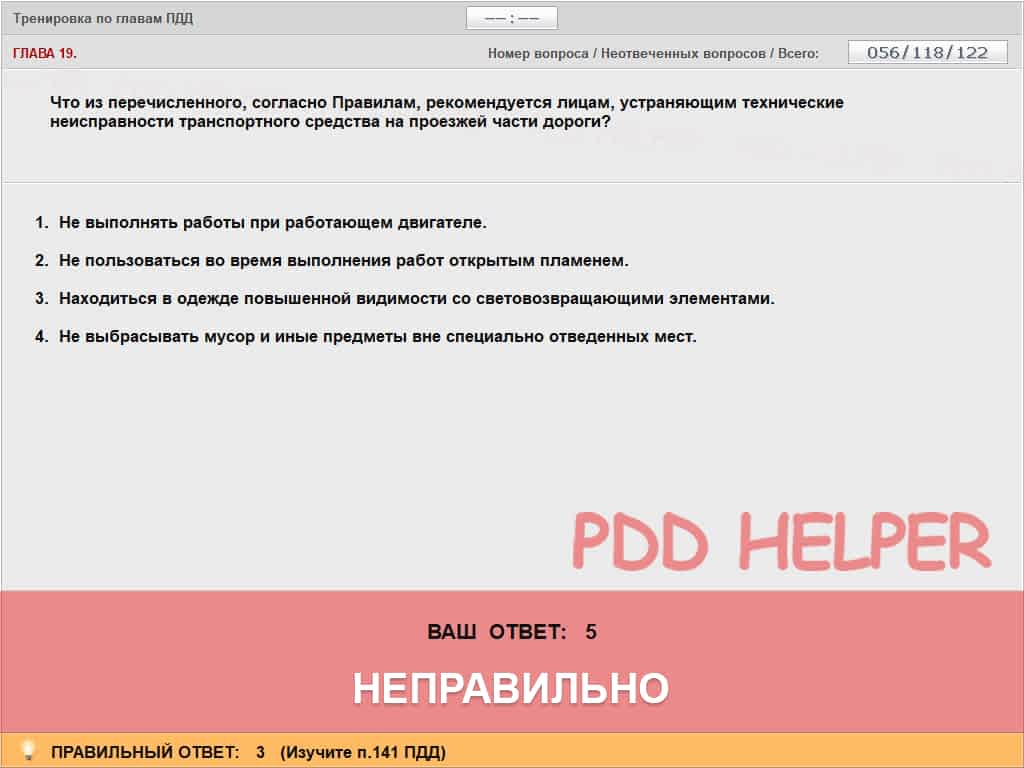 Тренировка по главам ПДД
—— : ——
ГЛАВА 19.
Номер вопроса / Неотвеченных вопросов / Всего:
056/118/122
Что из перечисленного, согласно Правилам, рекомендуется лицам, устраняющим технические
неисправности транспортного средства на проезжей части дороги?
1. Не выполнять работы при работающем двигателе.
2. Не пользоваться во время выполнения работ открытым пламенем.
3. Находиться в одежде повышенной видимости со световозвращающими элементами.
4. Не выбрасывать мусор и иные предметы вне специально отведенных мест.
PDD HELPER
ВАШ ОТВЕТ: 5
НЕПРАВИЛЬНО
ПРАВИЛЬНЫЙ ОТВЕТ: 3 (Изучите п.141 ПДД)